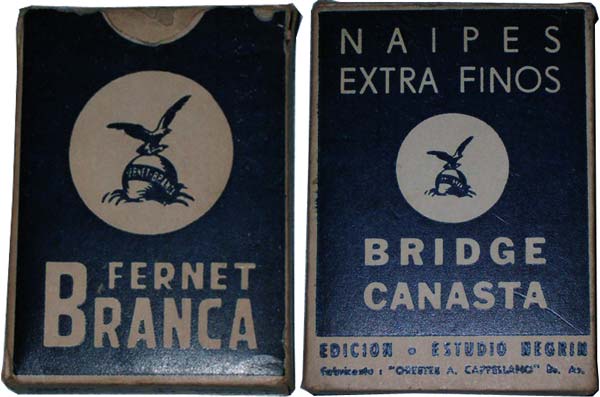 FERNET-BRANCA
FERNET
BRANCA
NAIPES
EXTRA FINOS
BRIDGE
CANASTA
EDICION • ESTUDIO NEGRIN
Fabricante : "ORESTES A. CAPPELLANO" Bs. As.